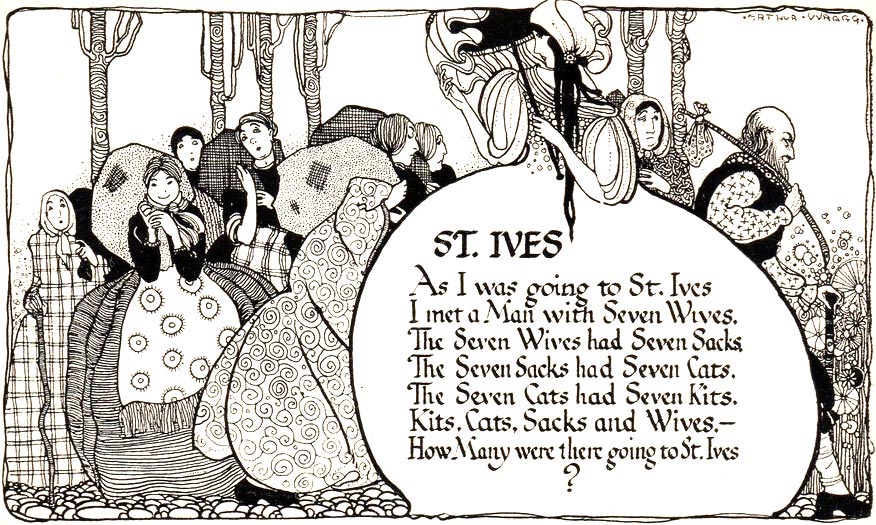 ·ARTHUR·WRAGG·
ST. IVES
As I was going to St. Ives
I met a Man with Seven Wives.
The Seven Wives had Seven Sacks
The Seven Sacks had Seven Cats.
The Seven Cats had Seven Kits.
Kits, Cats, Sacks and Wives.—
How Many were there going to St. Ives
?